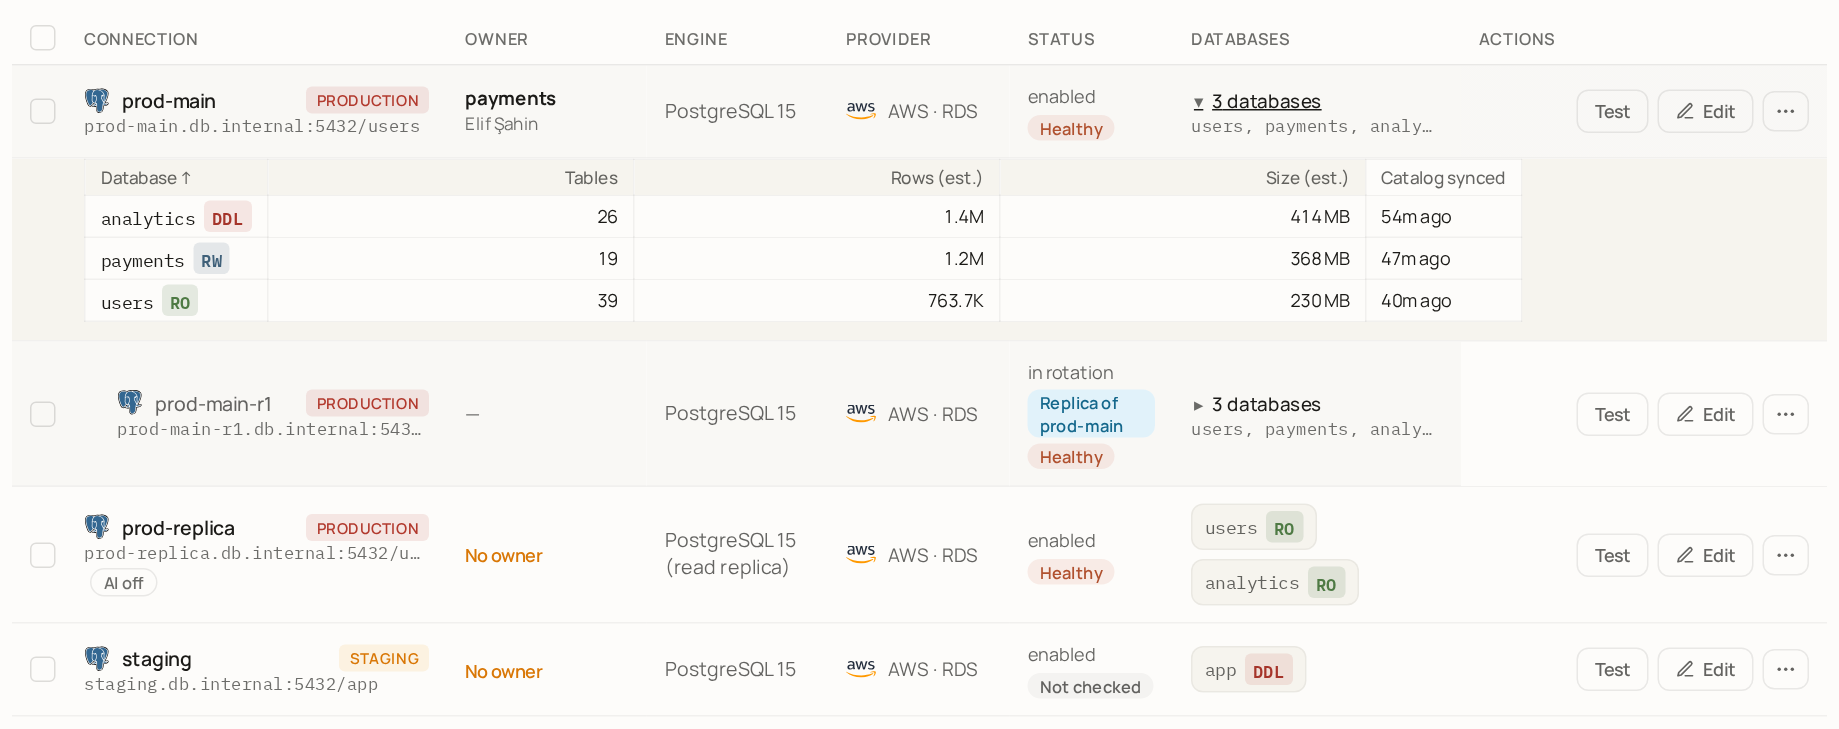 CONNECTION OWNER ENGINE PROVIDER STATUS DATABASES ACTIONS
prod-main PRODUCTION
prod-main.db.internal:5432/users
payments
Elif Şahin
PostgreSQL 15
aws AWS · RDS
enabled
Healthy
▾ 3 databases
users, payments, analy…
Test Edit ···
Database ↑ Tables Rows (est.) Size (est.) Catalog synced
analytics DDL 26 1.4M 414 MB 54m ago
payments RW 19 1.2M 368 MB 47m ago
users RO 39 763.7K 230 MB 40m ago
prod-main-r1 PRODUCTION
prod-main-r1.db.internal:543…
—
PostgreSQL 15
aws AWS · RDS
in rotation
Replica of
prod-main
Healthy
▸ 3 databases
users, payments, analy…
Test Edit ···
prod-replica PRODUCTION
prod-replica.db.internal:5432/u…
AI off
No owner
PostgreSQL 15
(read replica)
aws AWS · RDS
enabled
Healthy
users RO
analytics RO
Test Edit ···
staging STAGING
staging.db.internal:5432/app
No owner
PostgreSQL 15
aws AWS · RDS
enabled
Not checked
app DDL
Test Edit ···